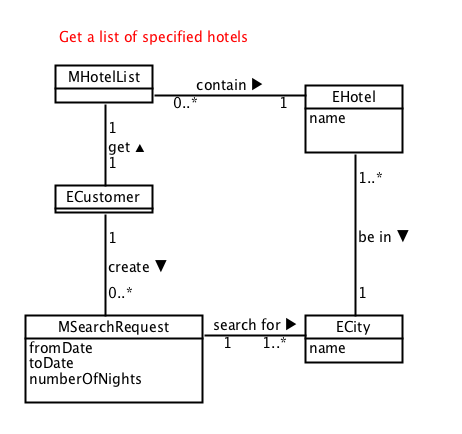 Get a list of specified hotels
MHotelList
contain ▶
0..*
1
EHotel
name
1
get ▲
1
1..*
ECustomer
1
be in ▼
create ▼
0..*
1
MSearchRequest
fromDate
toDate
numberOfNights
search for ▶
1
1..*
ECity
name